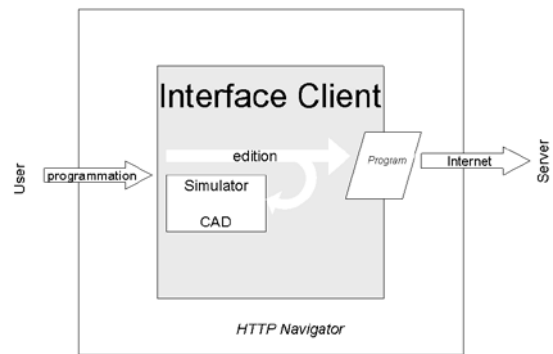 Interface Client
edition
Program
Internet
User
programmation
Server
Simulator
CAD
HTTP Navigator